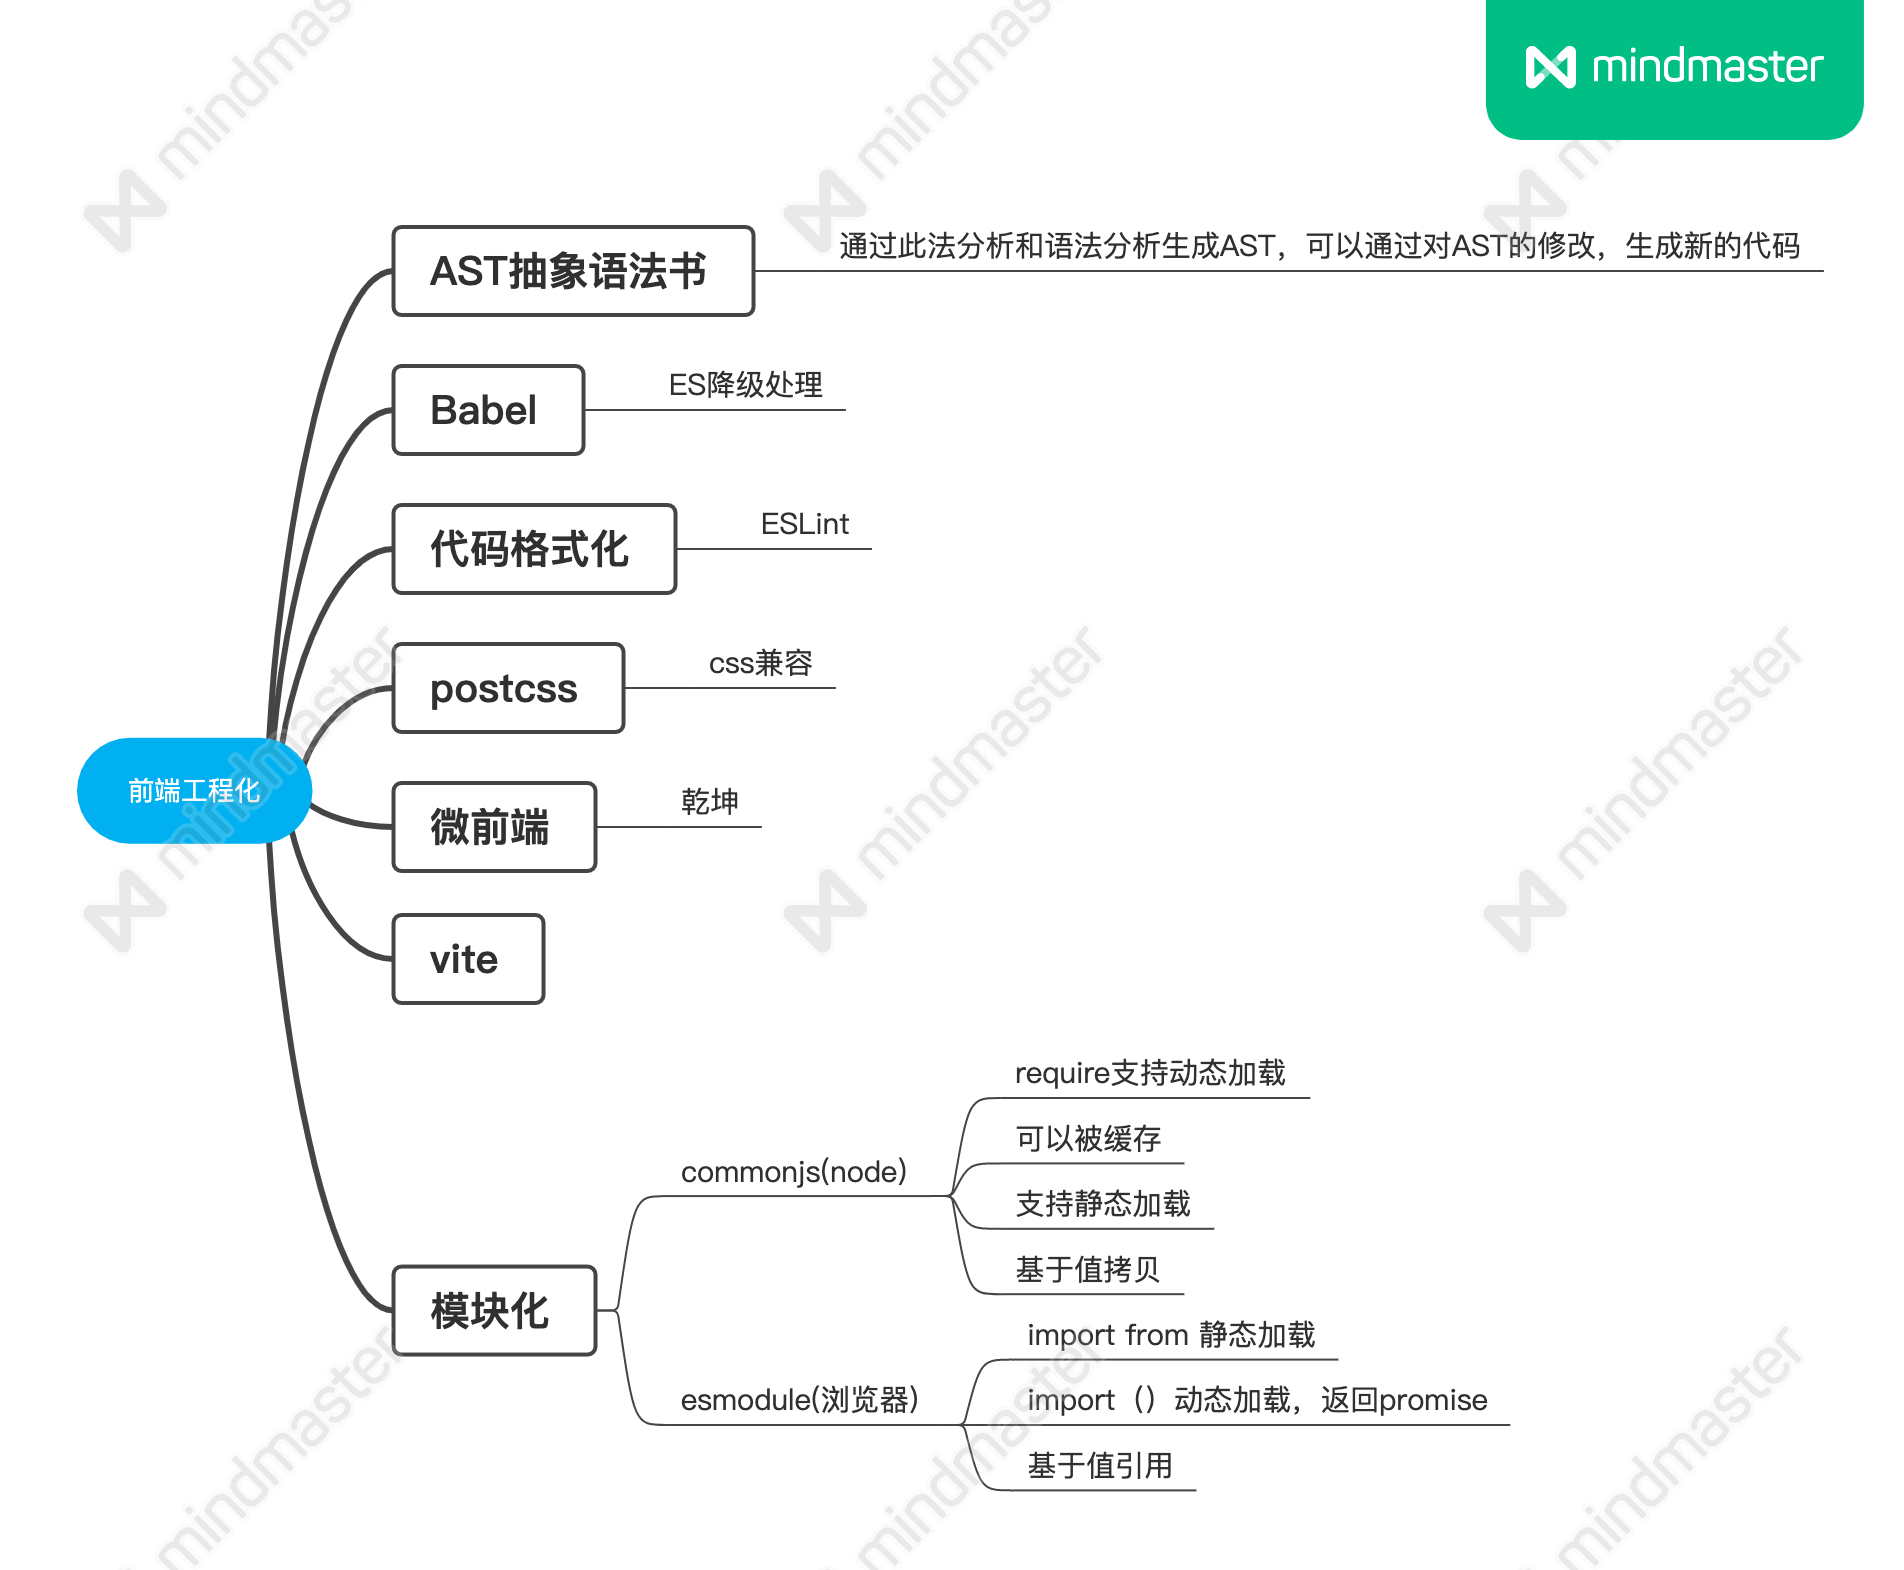 mindmaster
前端工程化
AST抽象语法书
通过此法分析和语法分析生成AST，可以通过对AST的修改，生成新的代码
Babel
ES降级处理
代码格式化
ESLint
postcss
css兼容
微前端
乾坤
vite
模块化
commonjs(node)
require支持动态加载
可以被缓存
支持静态加载
基于值拷贝
esmodule(浏览器)
import from 静态加载
import（）动态加载，返回promise
基于值引用
mindmaster
mindmaster
mindmaster
mindmaster
mindmaster
mindmaster
mindmaster
mindmaster